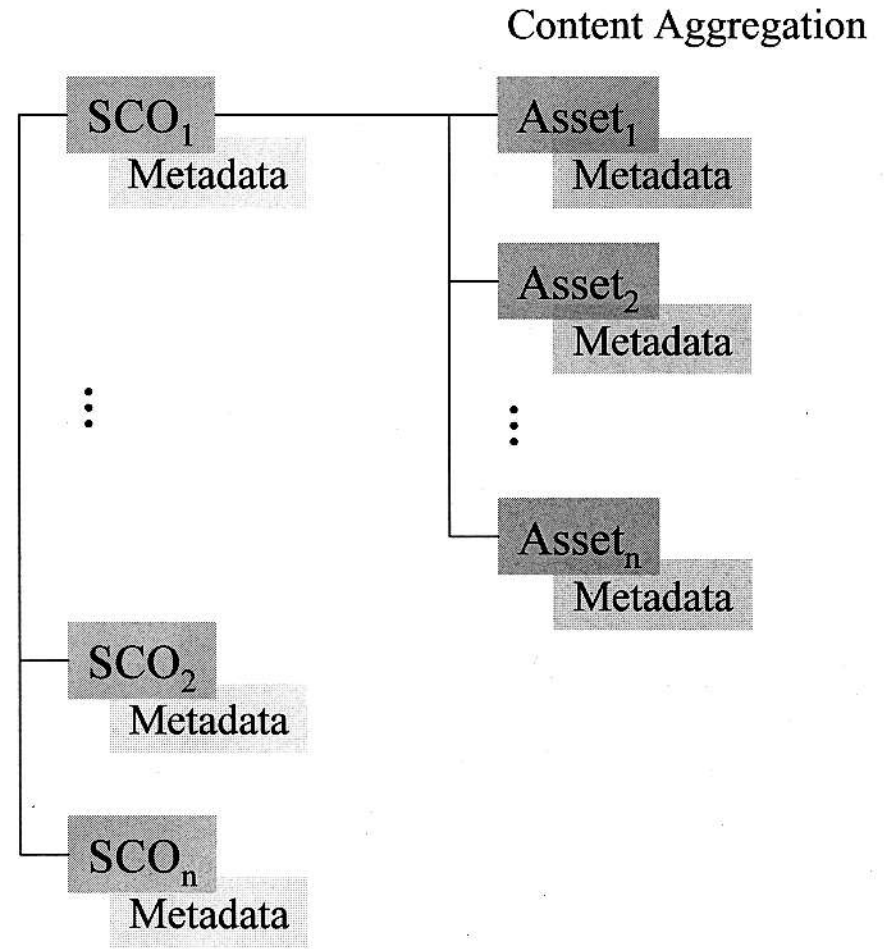 Content Aggregation
SCO₁
Metadata
Asset₁
Metadata
Asset₂
Metadata
Assetₙ
Metadata
SCO₂
Metadata
SCOₙ
Metadata